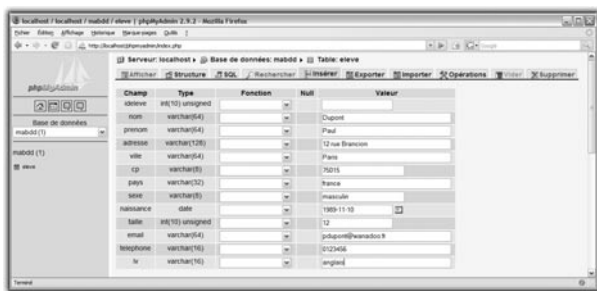 localhost / localhost / mabdd / eleve | phpMyAdmin 2.9.2 - Mozilla Firefox
Fichier Édition Affichage Historique Marque-pages Outils ?
http://localhost/phpmyadmin/index.php
Google
phpMyAdmin
Base de données
mabdd (1)
mabdd (1)
eleve
Serveur: localhost ▸ Base de données: mabdd ▸ Table: eleve
Afficher Structure SQL Rechercher Insérer Exporter Importer Opérations Vider Supprimer
Champ Type Fonction Null Valeur
ideleve int(10) unsigned
nom varchar(64) Dupont
prenom varchar(64) Paul
adresse varchar(128) 12 rue Brancion
ville varchar(64) Paris
cp varchar(8) 75015
pays varchar(32) france
sexe varchar(8) masculin
naissance date 1989-11-10
taille int(10) unsigned 12
email varchar(64) pdupont@wanadoo.fr
telephone varchar(16) 0123456
lv varchar(16) anglais
Terminé